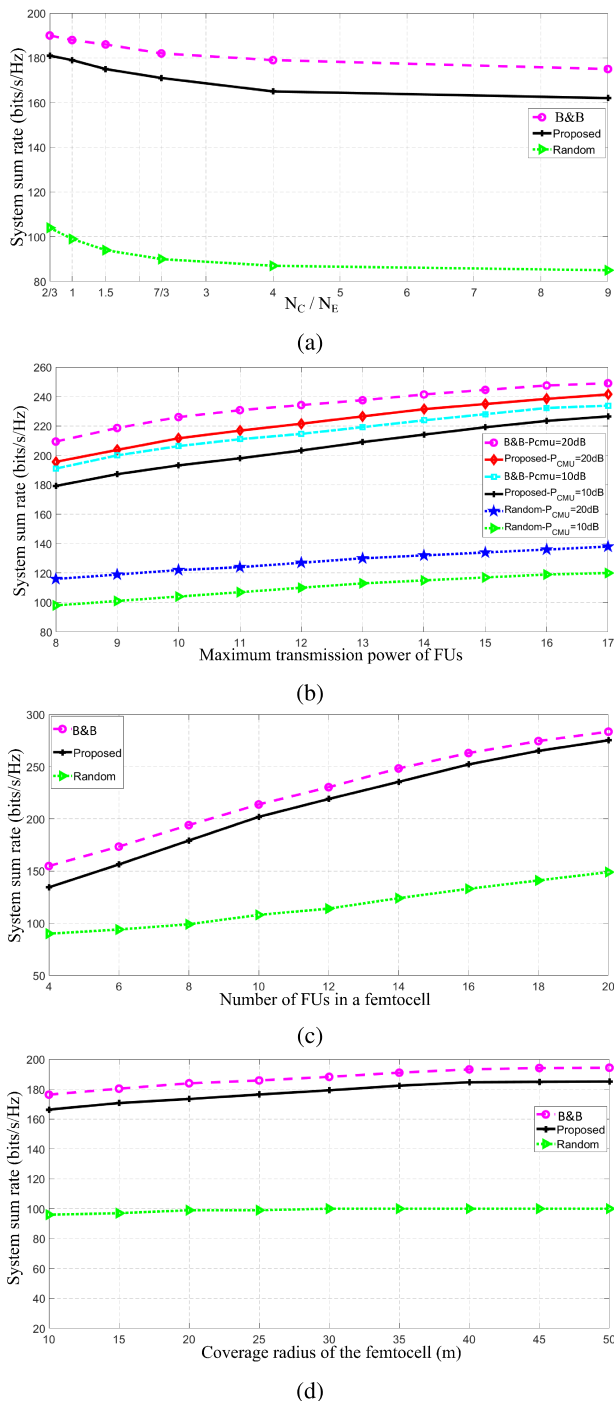 200
180
160
140
120
100
80
System sum rate (bits/s/Hz)
B&B
Proposed
Random
2/3 1 1.5 7/3 3 4 5 6 7 8 9
N_C / N_E
(a)
260
240
220
200
180
160
140
120
100
80
System sum rate (bits/s/Hz)
B&B-Pcmu=20dB
Proposed-P_CMU=20dB
B&B-Pcmu=10dB
Proposed-P_CMU=10dB
Random-P_CMU=20dB
Random-P_CMU=10dB
8 9 10 11 12 13 14 15 16 17
Maximum transmission power of FUs
(b)
300
250
200
150
100
50
System sum rate (bits/s/Hz)
B&B
Proposed
Random
4 6 8 10 12 14 16 18 20
Number of FUs in a femtocell
(c)
200
180
160
140
120
100
80
60
40
20
System sum rate (bits/s/Hz)
B&B
Proposed
Random
10 15 20 25 30 35 40 45 50
Coverage radius of the femtocell (m)
(d)